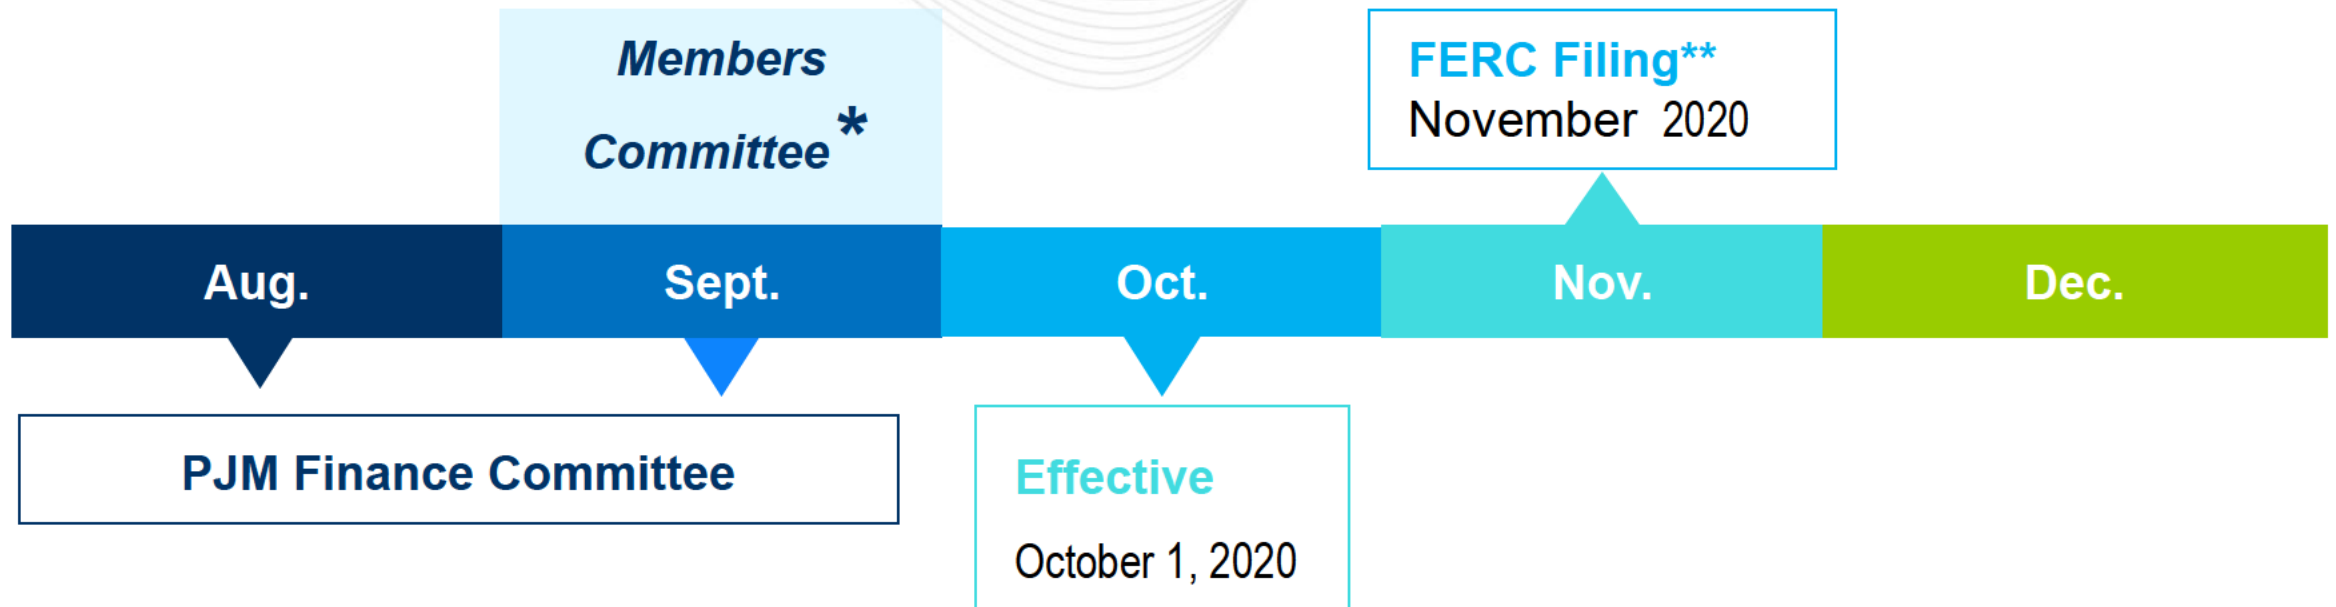 Members
Committee*
FERC Filing**
November 2020
Aug.
Sept.
Oct.
Nov.
Dec.
PJM Finance Committee
Effective
October 1, 2020